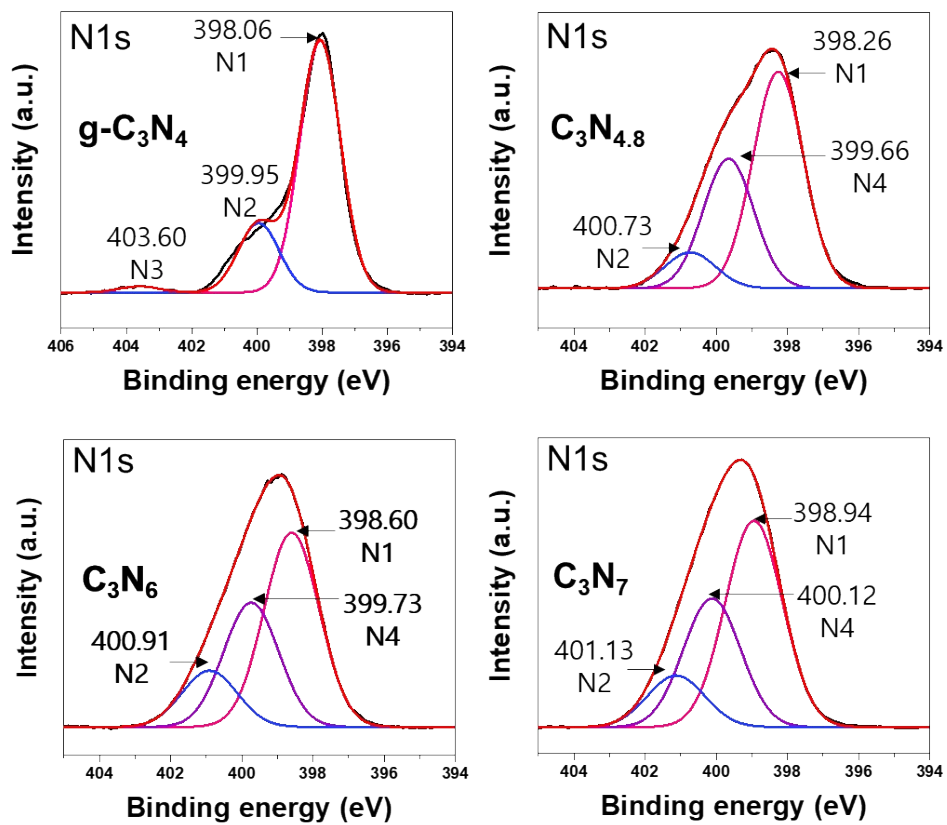 N1s
398.06
N1
g-C₃N₄
399.95
N2
403.60
N3
Intensity (a.u.)
406 404 402 400 398 396 394
Binding energy (eV)
N1s
398.26
N1
C₃N₄.₈
399.66
N4
400.73
N2
Intensity (a.u.)
404 402 400 398 396 394
Binding energy (eV)
N1s
398.60
N1
C₃N₆
399.73
N4
400.91
N2
Intensity (a.u.)
404 402 400 398 396 394
Binding energy (eV)
N1s
398.94
N1
C₃N₇
400.12
N4
401.13
N2
Intensity (a.u.)
404 402 400 398 396 394
Binding energy (eV)